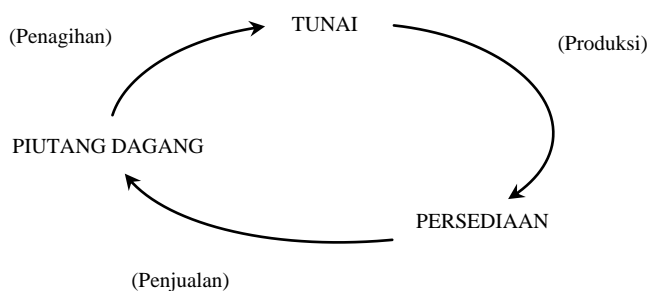 (Penagihan)
TUNAI
(Produksi)
PIUTANG DAGANG
PERSEDIAAN
(Penjualan)